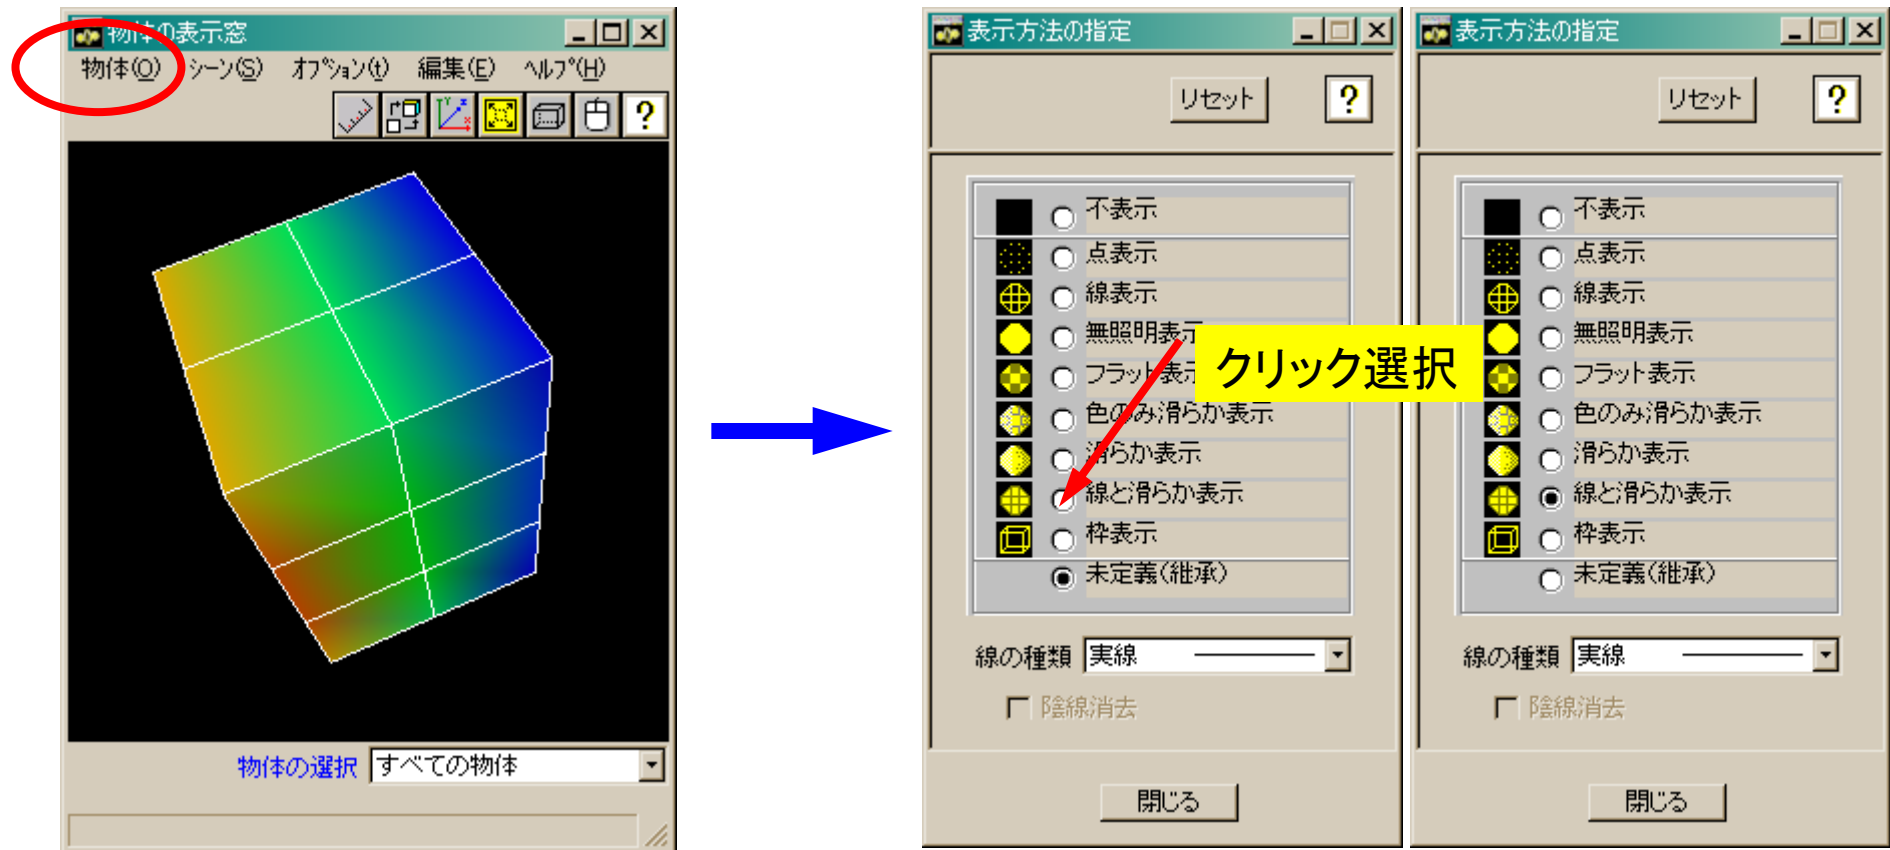 物体の表示窓
物体(O) シーン(S) オプション(t) 編集(E) ヘルプ(H)
?
物体の選択 すべての物体
表示方法の指定
リセット ?
不表示
点表示
線表示
無照明表示
フラット表示
色のみ滑らか表示
滑らか表示
線と滑らか表示
枠表示
未定義(継承)
線の種類 実線
陰線消去
閉じる
クリック選択
表示方法の指定
リセット ?
不表示
点表示
線表示
無照明表示
フラット表示
色のみ滑らか表示
滑らか表示
線と滑らか表示
枠表示
未定義(継承)
線の種類 実線
陰線消去
閉じる